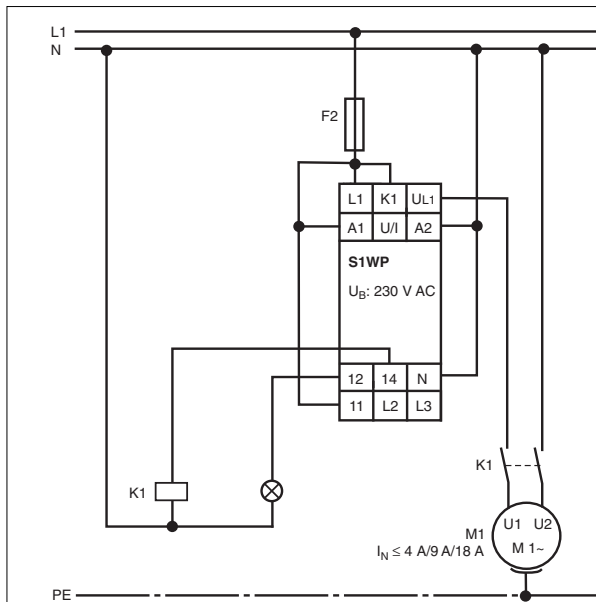 L1
N
F2
L1 K1 UL1
A1 U/I A2
S1WP
UB: 230 V AC
12 14 N
11 L2 L3
K1
K1
M1
IN ≤ 4 A/9 A/18 A
U1 U2
M 1~
PE